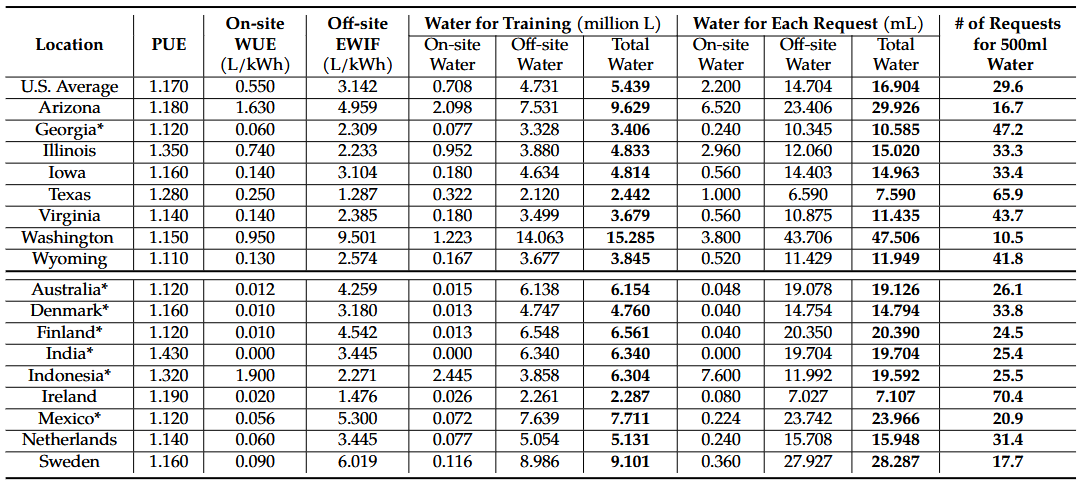 Location PUE On-site WUE (L/kWh) Off-site EWIF (L/kWh) Water for Training (million L) Water for Each Request (mL) # of Requests for 500ml Water
On-site Water Off-site Water Total Water On-site Water Off-site Water Total Water
U.S. Average 1.170 0.550 3.142 0.708 4.731 5.439 2.200 14.704 16.904 29.6
Arizona 1.180 1.630 4.959 2.098 7.531 9.629 6.520 23.406 29.926 16.7
Georgia* 1.120 0.060 2.309 0.077 3.328 3.406 0.240 10.345 10.585 47.2
Illinois 1.350 0.740 2.233 0.952 3.880 4.833 2.960 12.060 15.020 33.3
Iowa 1.160 0.140 3.104 0.180 4.634 4.814 0.560 14.403 14.963 33.4
Texas 1.280 0.250 1.287 0.322 2.120 2.442 1.000 6.590 7.590 65.9
Virginia 1.140 0.140 2.385 0.180 3.499 3.679 0.560 10.875 11.435 43.7
Washington 1.150 0.950 9.501 1.223 14.063 15.285 3.800 43.706 47.506 10.5
Wyoming 1.110 0.130 2.574 0.167 3.677 3.845 0.520 11.429 11.949 41.8
Australia* 1.120 0.012 4.259 0.015 6.138 6.154 0.048 19.078 19.126 26.1
Denmark* 1.160 0.010 3.180 0.013 4.747 4.760 0.040 14.754 14.794 33.8
Finland* 1.120 0.010 4.542 0.013 6.548 6.561 0.040 20.350 20.390 24.5
India* 1.430 0.000 3.445 0.000 6.340 6.340 0.000 19.704 19.704 25.4
Indonesia* 1.320 1.900 2.271 2.445 3.858 6.304 7.600 11.992 19.592 25.5
Ireland 1.190 0.020 1.476 0.026 2.261 2.287 0.080 7.027 7.107 70.4
Mexico* 1.120 0.056 5.300 0.072 7.639 7.711 0.224 23.742 23.966 20.9
Netherlands 1.140 0.060 3.445 0.077 5.054 5.131 0.240 15.708 15.948 31.4
Sweden 1.160 0.090 6.019 0.116 8.986 9.101 0.360 27.927 28.287 17.7